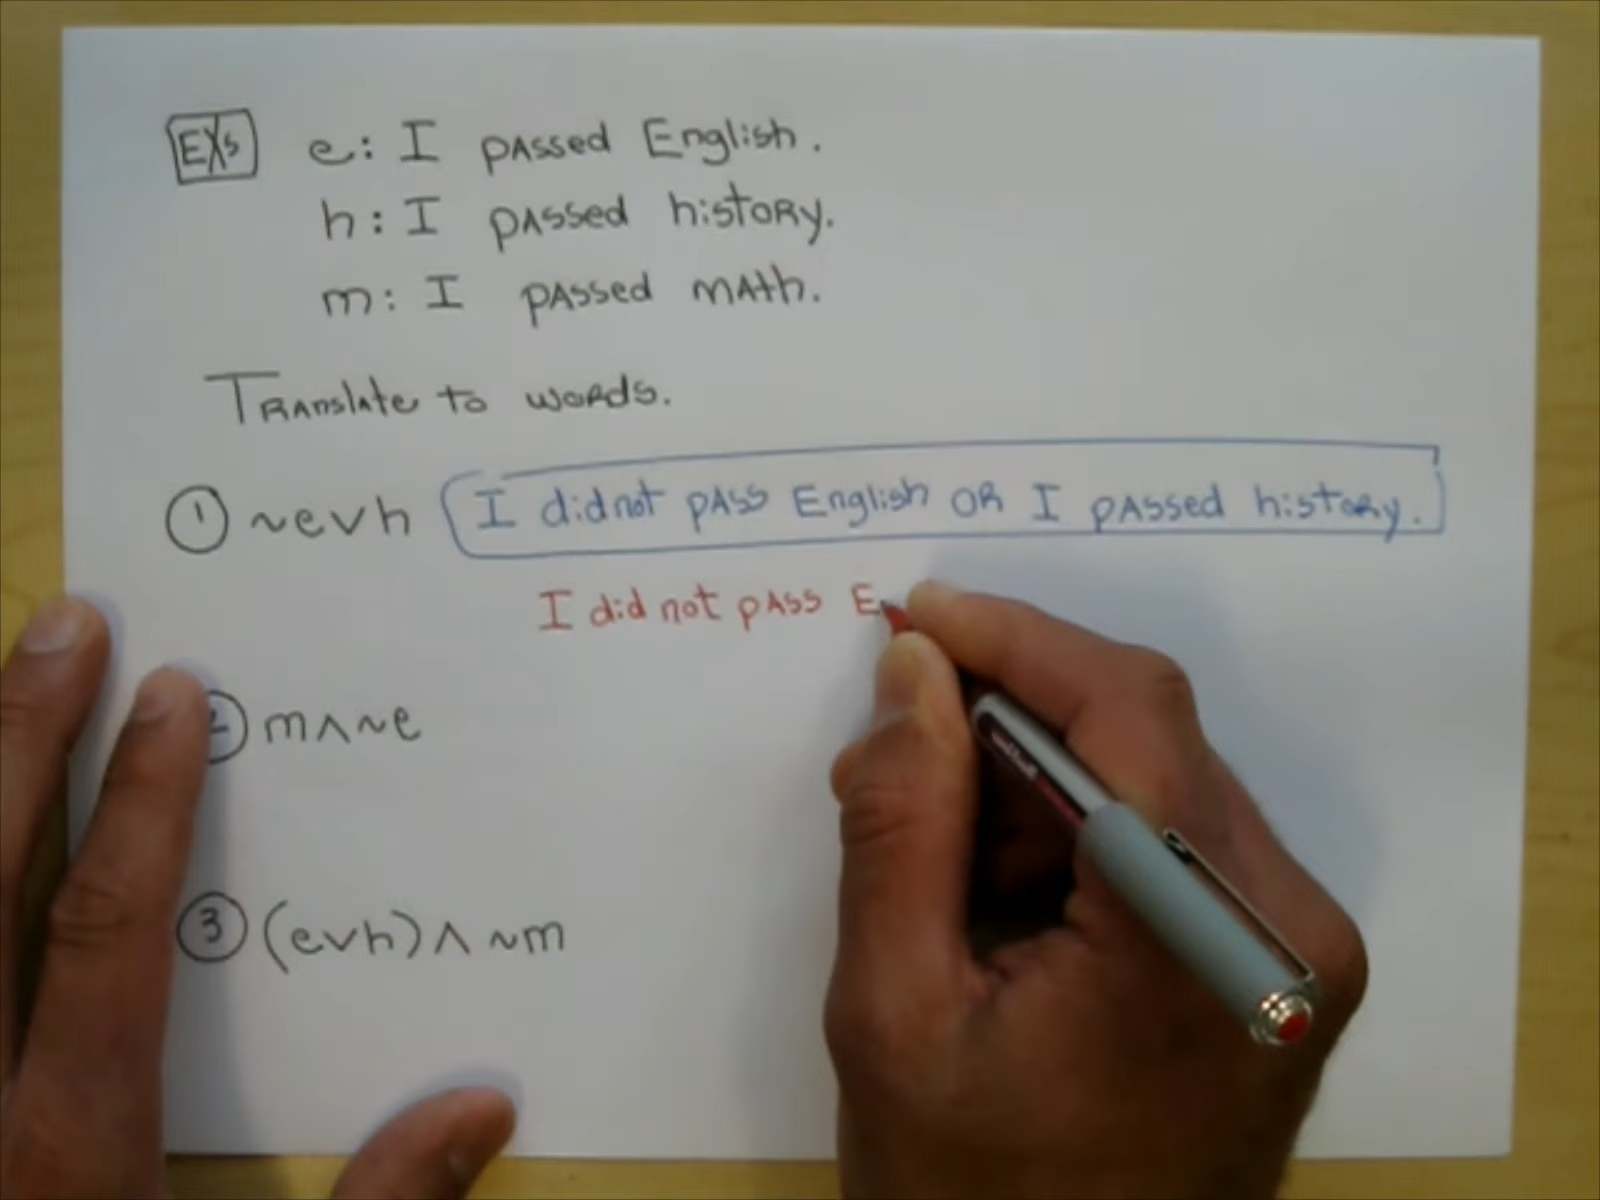 EXs e: I passed English.
h: I passed history.
m: I passed math.
Translate to words.
1 ~e∨h I did not pass English or I passed history.
I did not pass E
2 m∧~e
3 (e∨h)∧~m